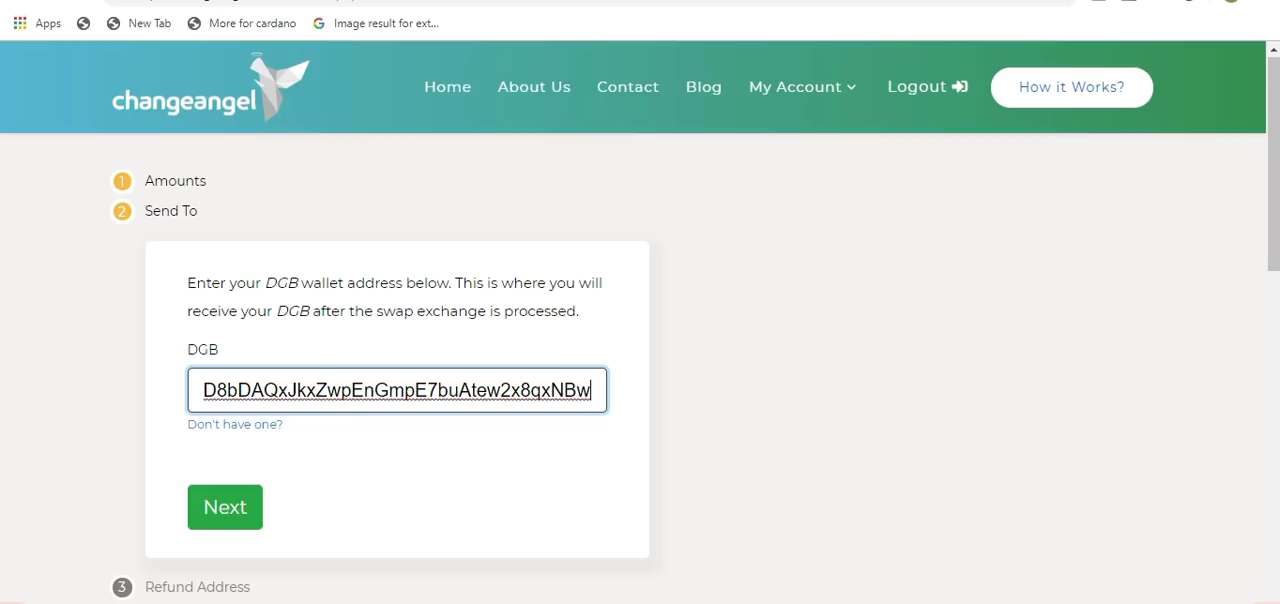 Apps New Tab More for cardano Image result for ext...
changeangel Home About Us Contact Blog My Account Logout How it Works?
1 Amounts
2 Send To
Enter your DGB wallet address below. This is where you will
receive your DGB after the swap exchange is processed.
DGB
D8bDAQxJkxZwpEnGmpE7buAtew2x8qxNBw
Don't have one?
Next
3 Refund Address